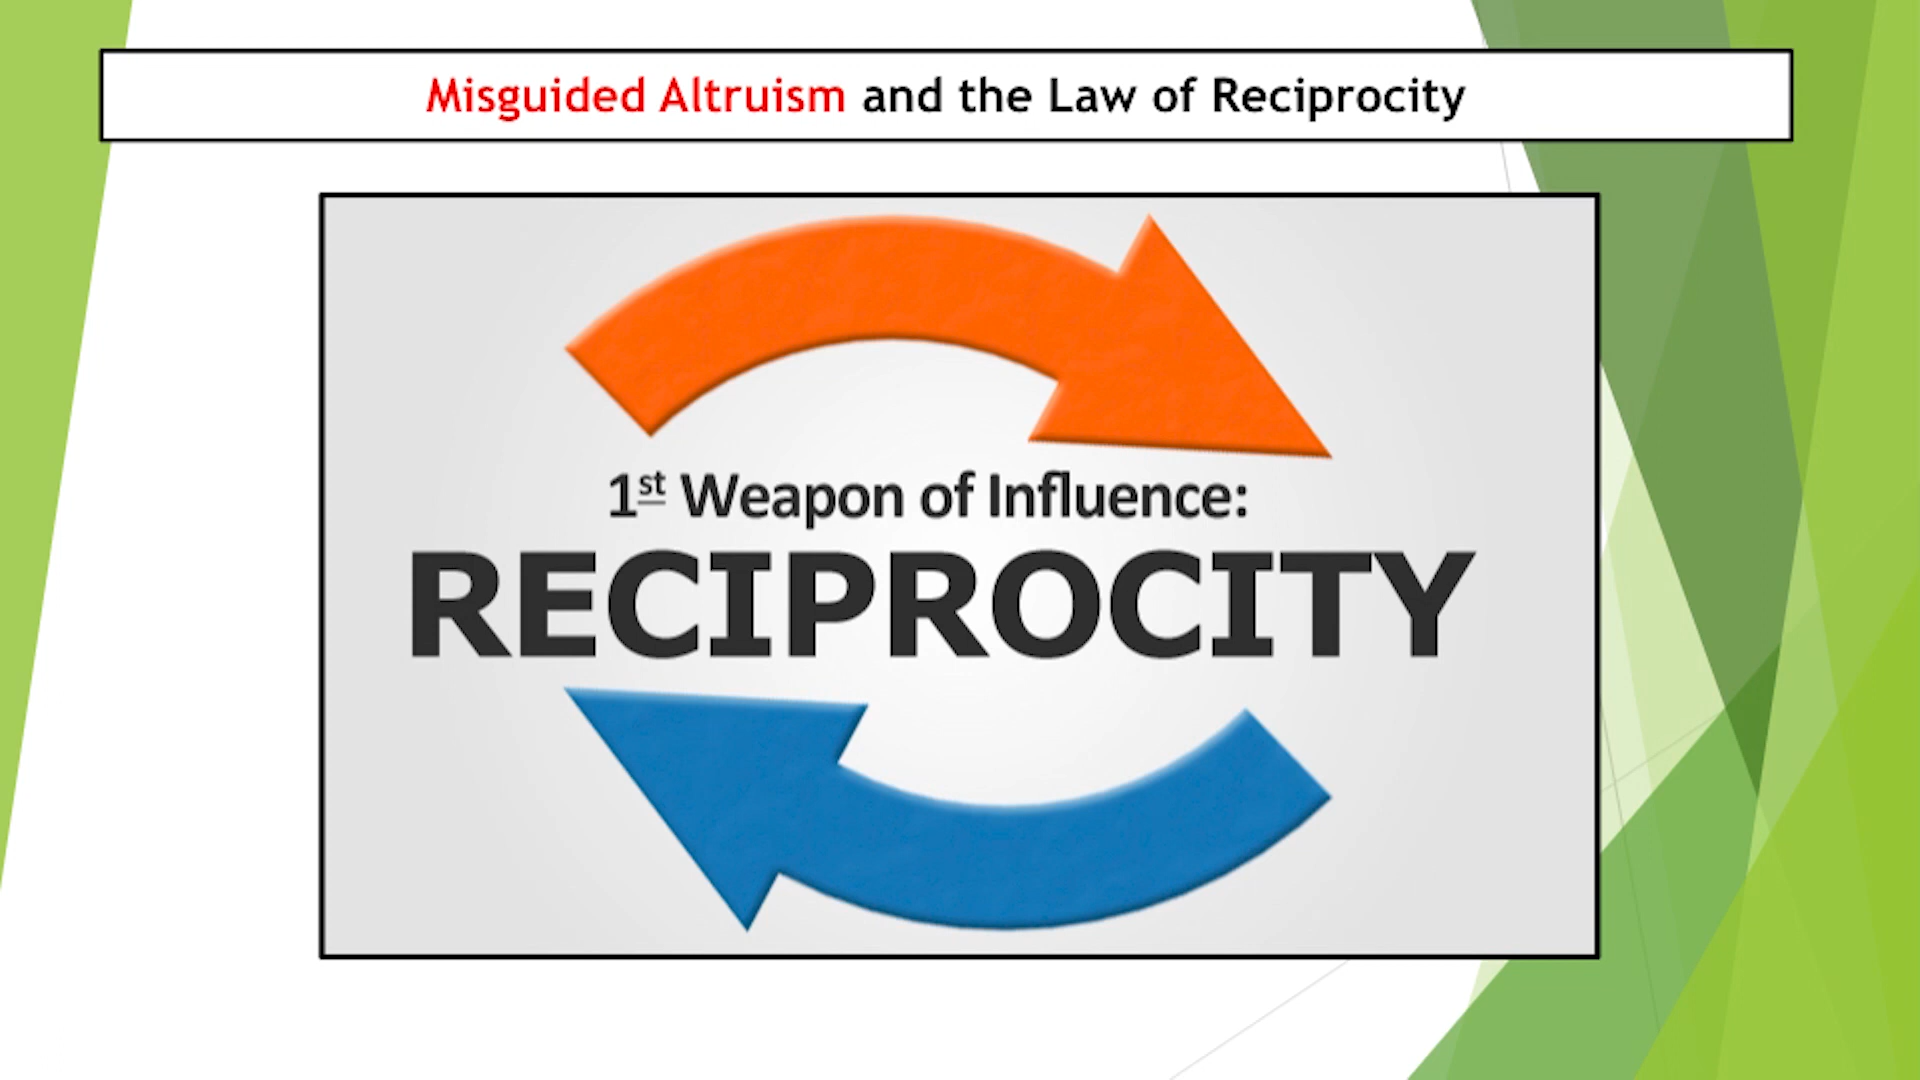 Misguided Altruism and the Law of Reciprocity
1st Weapon of Influence:
RECIPROCITY